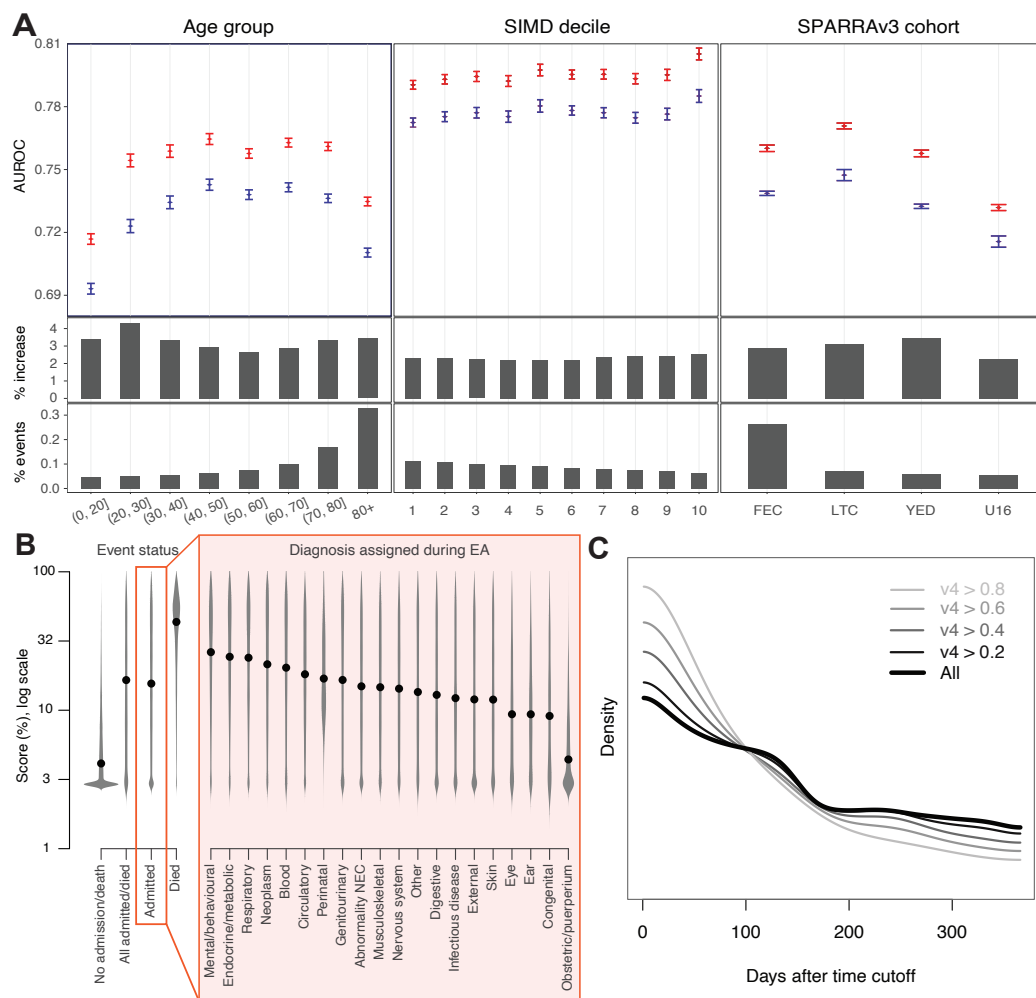 A
Age group
SIMD decile
SPARRAv3 cohort
AUROC
0.81
0.78
0.75
0.72
0.69
% increase
4
3
2
1
0
% events
0.3
0.2
0.1
0.0
(0, 20]
(20, 30]
(30, 40]
(40, 50]
(50, 60]
(60, 70]
(70, 80]
80+
1
2
3
4
5
6
7
8
9
10
FEC
LTC
YED
U16
B
Event status
Diagnosis assigned during EA
Score (%), log scale
100
32
10
3
1
No admission/death
All admitted/died
Admitted
Died
Mental/behavioural
Endocrine/metabolic
Respiratory
Neoplasm
Blood
Circulatory
Perinatal
Genitourinary
Abnormality NEC
Musculoskeletal
Nervous system
Other
Digestive
Infectious disease
External
Skin
Eye
Ear
Congenital
Obstetric/puerperium
C
v4 > 0.8
v4 > 0.6
v4 > 0.4
v4 > 0.2
All
Density
0
100
200
300
Days after time cutoff